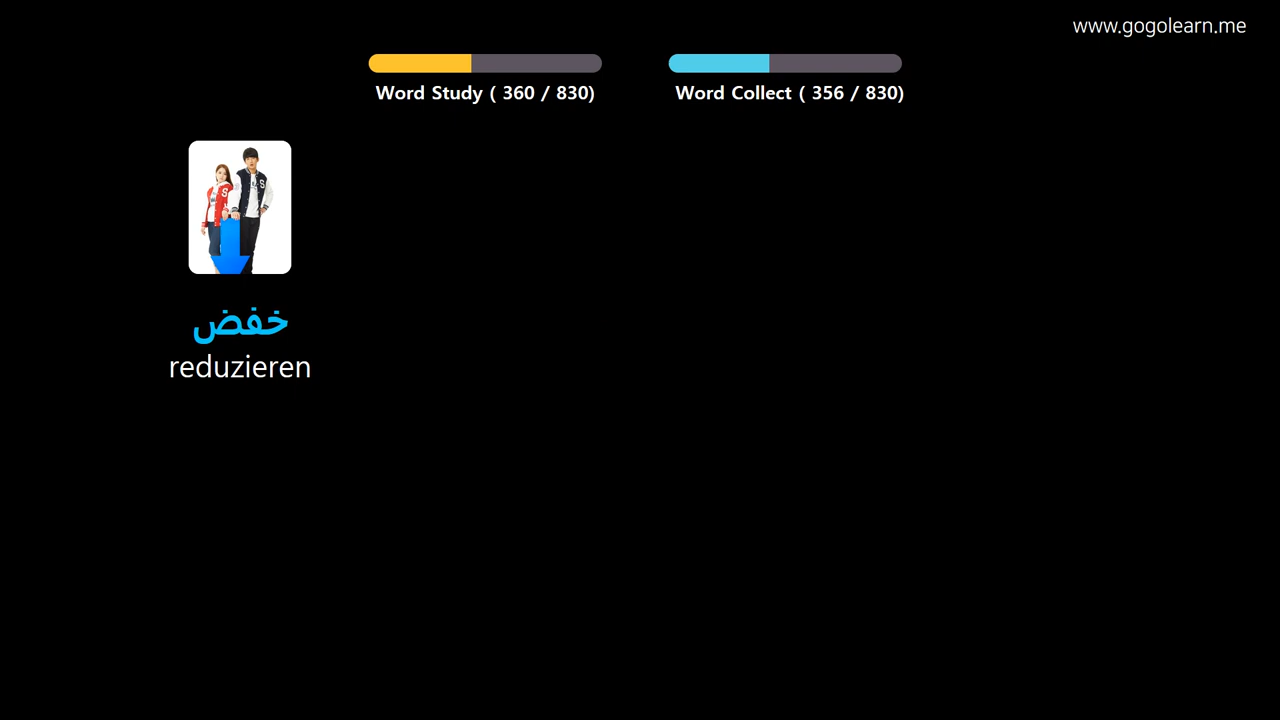 www.gogolearn.me
Word Study ( 360 / 830)
Word Collect ( 356 / 830)
S
S
خفض
reduzieren